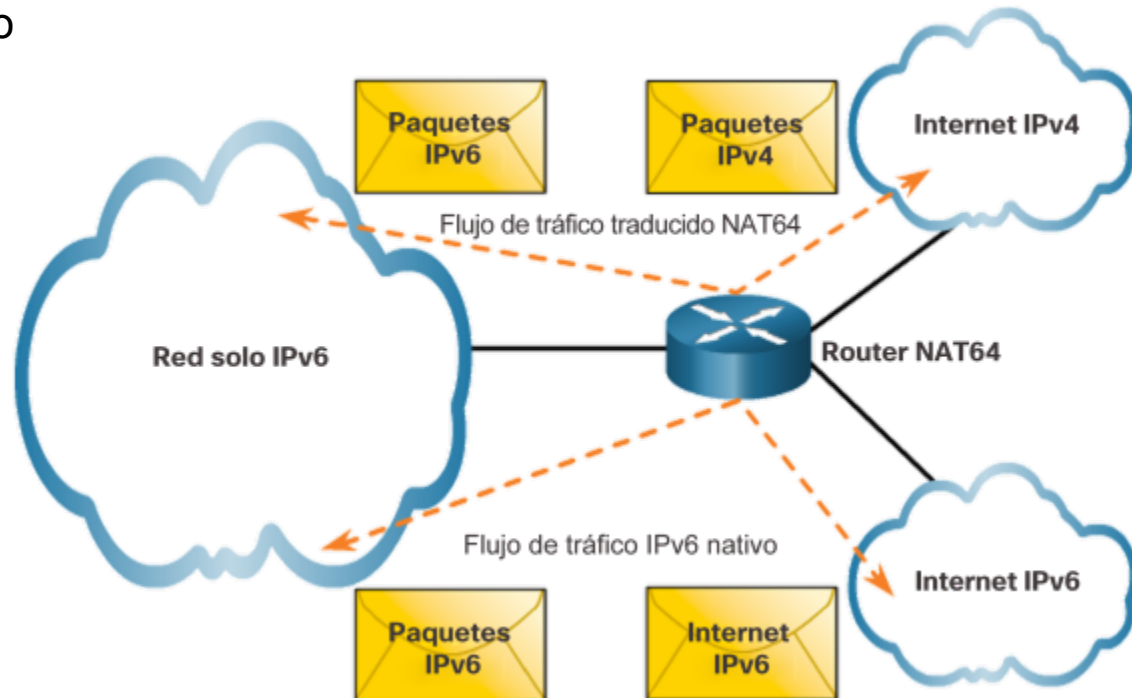 o
Paquetes
IPv6
Paquetes
IPv4
Internet IPv4
Flujo de tráfico traducido NAT64
Red solo IPv6
Router NAT64
Flujo de tráfico IPv6 nativo
Internet IPv6
Paquetes
IPv6
Internet
IPv6